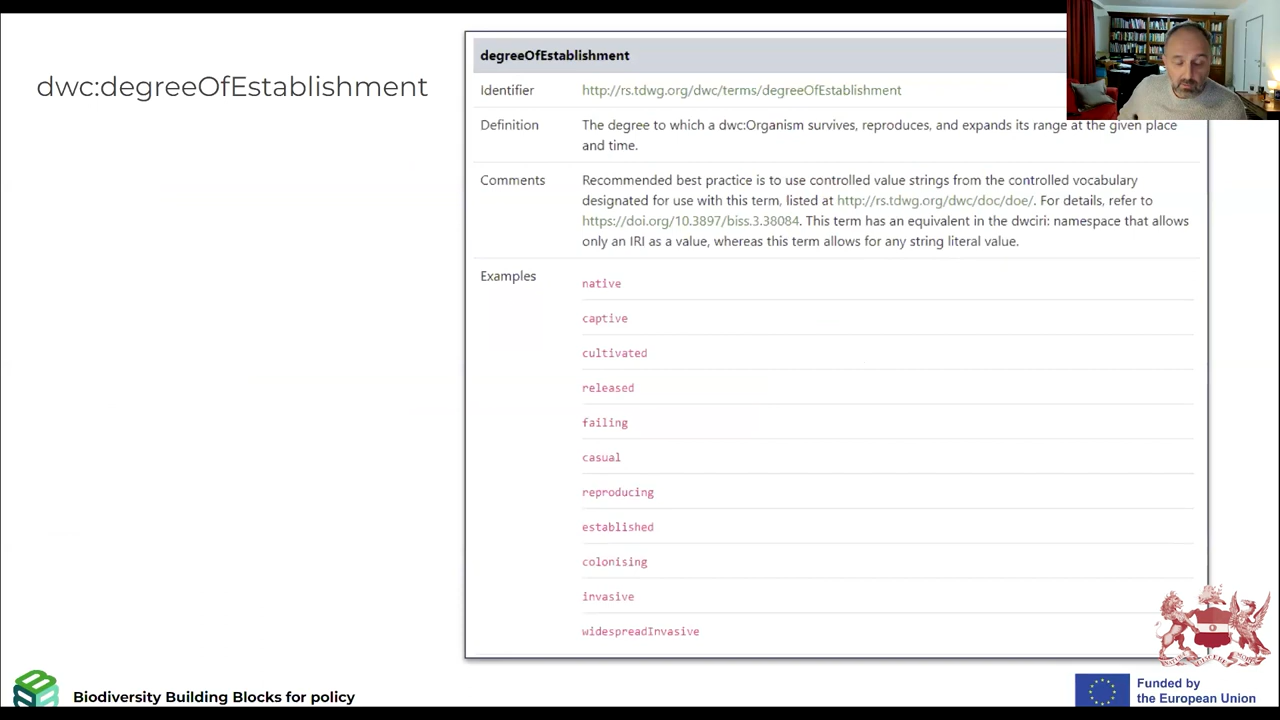 dwc:degreeOfEstablishment
degreeOfEstablishment
Identifier http://rs.tdwg.org/dwc/terms/degreeOfEstablishment
Definition The degree to which a dwc:Organism survives, reproduces, and expands its range at the given place
and time.
Comments Recommended best practice is to use controlled value strings from the controlled vocabulary
designated for use with this term, listed at http://rs.tdwg.org/dwc/doc/doe/. For details, refer to
https://doi.org/10.3897/biss.3.38084. This term has an equivalent in the dwciri: namespace that allows
only an IRI as a value, whereas this term allows for any string literal value.
Examples native
captive
cultivated
released
failing
casual
reproducing
established
colonising
invasive
widespreadInvasive
Biodiversity Building Blocks for policy
Funded by
the European Union